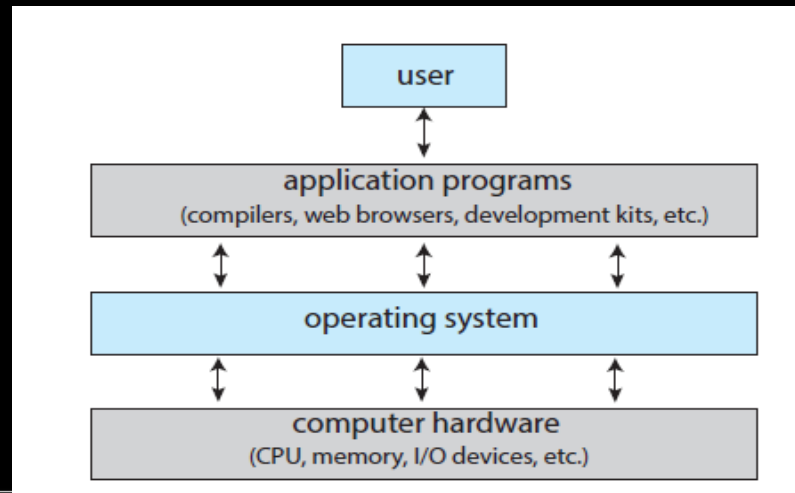 user
application programs
(compilers, web browsers, development kits, etc.)
operating system
computer hardware
(CPU, memory, I/O devices, etc.)